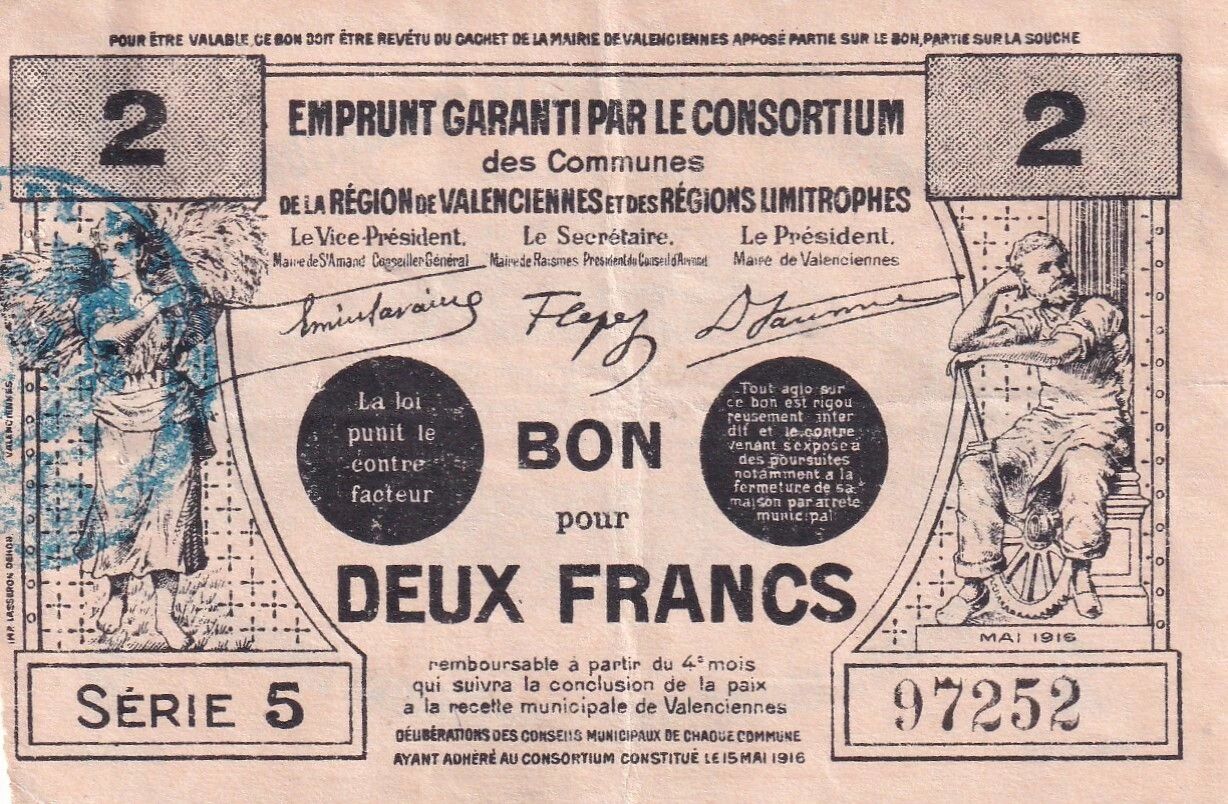 POUR ÊTRE VALABLE, CE BON DOIT ÊTRE REVÊTU DU CACHET DE LA MAIRIE DE VALENCIENNES APPOSÉ PARTIE SUR LE BON, PARTIE SUR LA SOUCHE
2
2
EMPRUNT GARANTI PAR LE CONSORTIUM
des Communes
DE LA RÉGION DE VALENCIENNES ET DES RÉGIONS LIMITROPHES
Le Vice-Président,
Maire de St Amand Conseiller Général
Le Secrétaire,
Maire de Raismes Président du Conseil d'Arrond.
Le Président,
Maire de Valenciennes
La loi
punit le
contre
facteur
BON
pour
DEUX FRANCS
Tout agio sur
ce bon est rigou
reusement inter
dit et le contre
venant s'expose a
des poursuites
notamment a la
fermeture de sa
maison par arrete
municipal
remboursable à partir du 4e mois
qui suivra la conclusion de la paix
a la recette municipale de Valenciennes
DÉLIBÉRATIONS DES CONSEILS MUNICIPAUX DE CHAQUE COMMUNE
AYANT ADHÉRÉ AU CONSORTIUM CONSTITUÉ LE 15 MAI 1916
SÉRIE 5
MAI 1916
97252
IMP. LASSERON DEHON. VALENCIENNES.